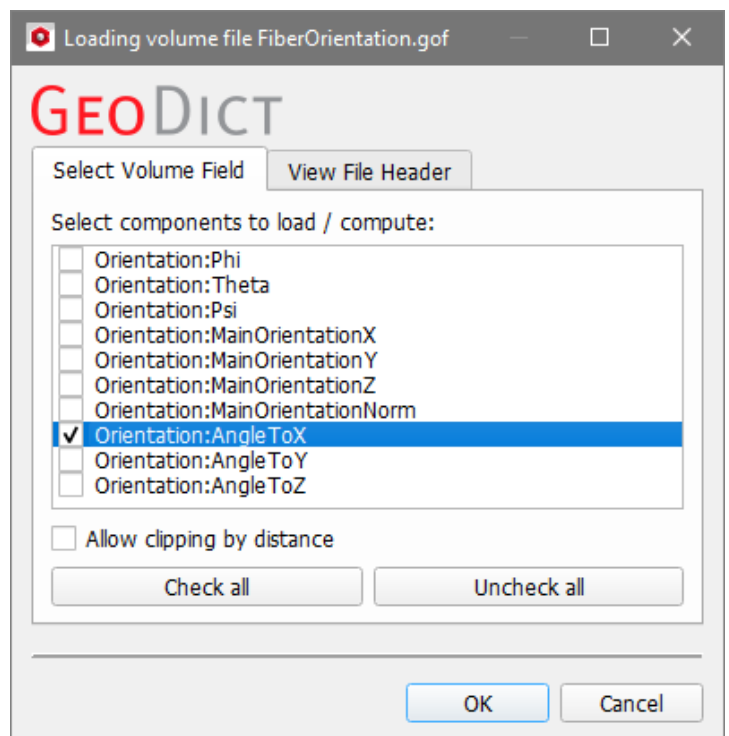 Loading volume file FiberOrientation.gof
GEODICT
Select Volume Field View File Header
Select components to load / compute:
Orientation:Phi
Orientation:Theta
Orientation:Psi
Orientation:MainOrientationX
Orientation:MainOrientationY
Orientation:MainOrientationZ
Orientation:MainOrientationNorm
Orientation:AngleToX
Orientation:AngleToY
Orientation:AngleToZ
Allow clipping by distance
Check all Uncheck all
OK Cancel